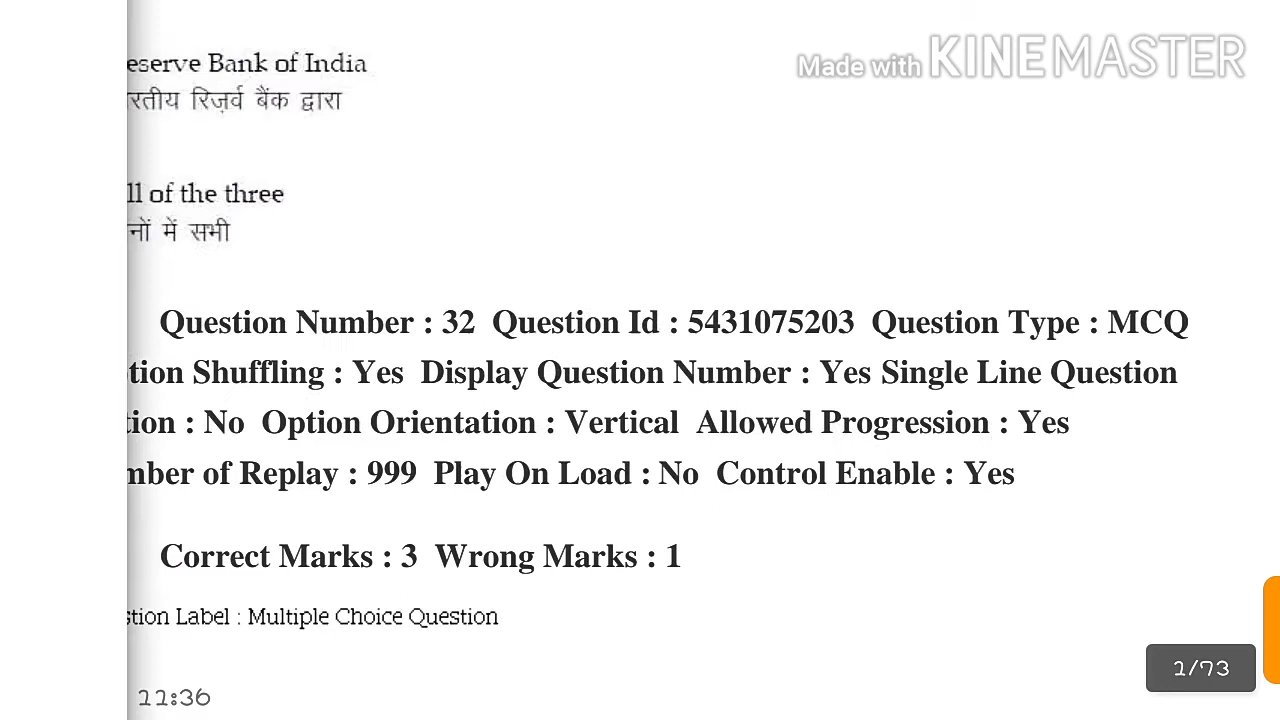 eserve Bank of India
Made with KINEMASTER
रतीय रिज़र्व बैंक द्वारा
ll of the three
नों में सभी
Question Number : 32 Question Id : 5431075203 Question Type : MCQ
tion Shuffling : Yes Display Question Number : Yes Single Line Question
tion : No Option Orientation : Vertical Allowed Progression : Yes
mber of Replay : 999 Play On Load : No Control Enable : Yes
Correct Marks : 3 Wrong Marks : 1
stion Label : Multiple Choice Question
1/73
11:36